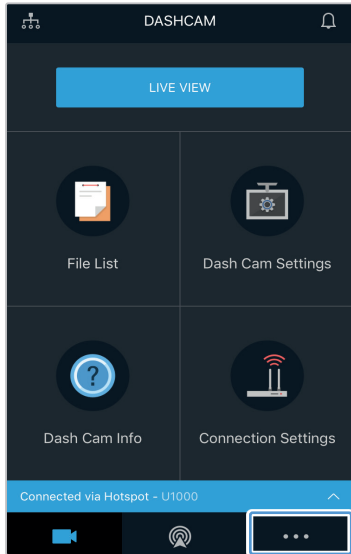 DASHCAM
LIVE VIEW
File List
Dash Cam Settings
Dash Cam Info
Connection Settings
Connected via Hotspot - U1000